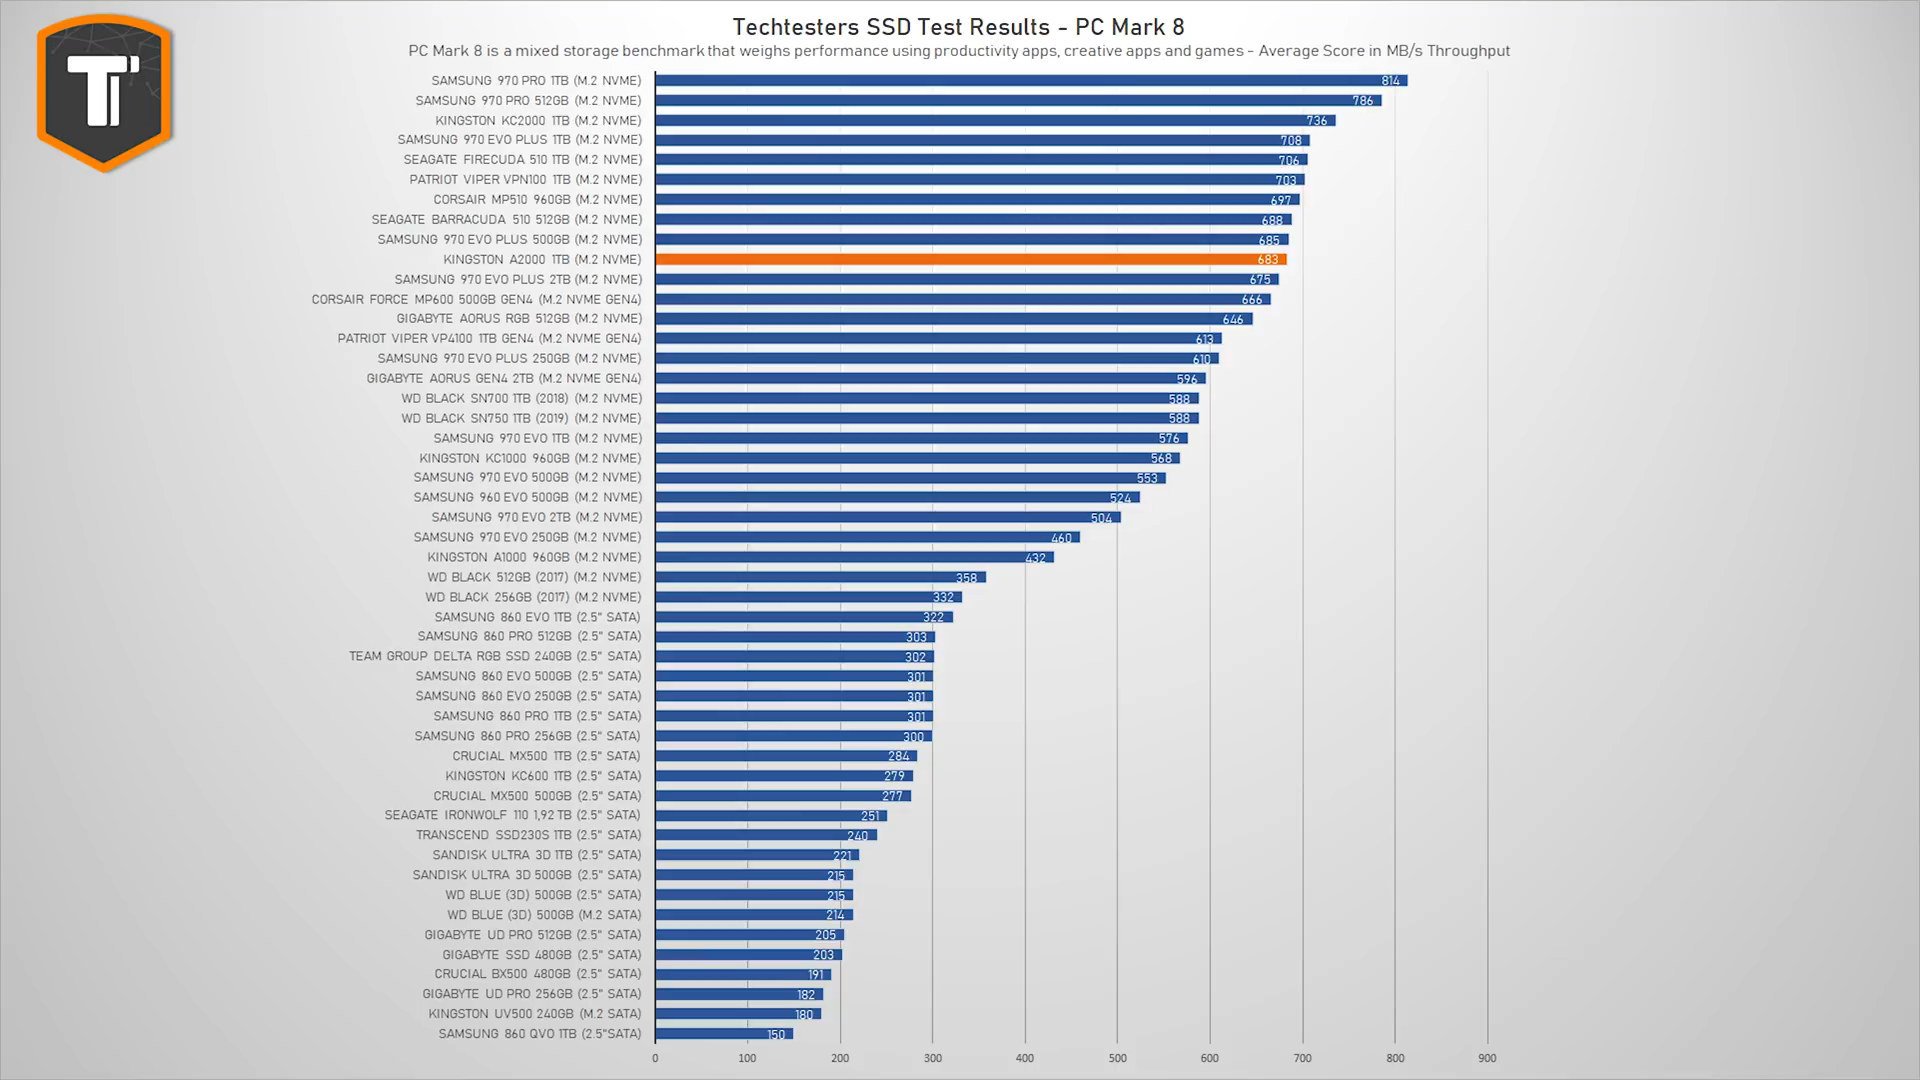 Techtesters SSD Test Results - PC Mark 8
PC Mark 8 is a mixed storage benchmark that weighs performance using productivity apps, creative apps and games - Average Score in MB/s Throughput
SAMSUNG 970 PRO 1TB (M.2 NVME) 814
SAMSUNG 970 PRO 512GB (M.2 NVME) 786
KINGSTON KC2000 1TB (M.2 NVME) 736
SAMSUNG 970 EVO PLUS 1TB (M.2 NVME) 708
SEAGATE FIRECUDA 510 1TB (M.2 NVME) 706
PATRIOT VIPER VPN100 1TB (M.2 NVME) 703
CORSAIR MP510 960GB (M.2 NVME) 697
SEAGATE BARRACUDA 510 512GB (M.2 NVME) 688
SAMSUNG 970 EVO PLUS 500GB (M.2 NVME) 685
KINGSTON A2000 1TB (M.2 NVME) 683
SAMSUNG 970 EVO PLUS 2TB (M.2 NVME) 675
CORSAIR FORCE MP600 500GB GEN4 (M.2 NVME GEN4) 666
GIGABYTE AORUS RGB 512GB (M.2 NVME) 646
PATRIOT VIPER VP4100 1TB GEN4 (M.2 NVME GEN4) 613
SAMSUNG 970 EVO PLUS 250GB (M.2 NVME) 610
GIGABYTE AORUS GEN4 2TB (M.2 NVME GEN4) 596
WD BLACK SN700 1TB (2018) (M.2 NVME) 588
WD BLACK SN750 1TB (2019) (M.2 NVME) 588
SAMSUNG 970 EVO 1TB (M.2 NVME) 576
KINGSTON KC1000 960GB (M.2 NVME) 568
SAMSUNG 970 EVO 500GB (M.2 NVME) 553
SAMSUNG 960 EVO 500GB (M.2 NVME) 524
SAMSUNG 970 EVO 2TB (M.2 NVME) 504
SAMSUNG 970 EVO 250GB (M.2 NVME) 460
KINGSTON A1000 960GB (M.2 NVME) 432
WD BLACK 512GB (2017) (M.2 NVME) 358
WD BLACK 256GB (2017) (M.2 NVME) 332
SAMSUNG 860 EVO 1TB (2.5" SATA) 322
SAMSUNG 860 PRO 512GB (2.5" SATA) 303
TEAM GROUP DELTA RGB SSD 240GB (2.5" SATA) 302
SAMSUNG 860 EVO 500GB (2.5" SATA) 301
SAMSUNG 860 EVO 250GB (2.5" SATA) 301
SAMSUNG 860 PRO 1TB (2.5" SATA) 301
SAMSUNG 860 PRO 256GB (2.5" SATA) 300
CRUCIAL MX500 1TB (2.5" SATA) 284
KINGSTON KC600 1TB (2.5" SATA) 279
CRUCIAL MX500 500GB (2.5" SATA) 277
SEAGATE IRONWOLF 110 1,92 TB (2.5" SATA) 251
TRANSCEND SSD230S 1TB (2.5" SATA) 240
SANDISK ULTRA 3D 1TB (2.5" SATA) 221
SANDISK ULTRA 3D 500GB (2.5" SATA) 215
WD BLUE (3D) 500GB (2.5" SATA) 215
WD BLUE (3D) 500GB (M.2 SATA) 214
GIGABYTE UD PRO 512GB (2.5" SATA) 205
GIGABYTE SSD 480GB (2.5" SATA) 203
CRUCIAL BX500 480GB (2.5" SATA) 191
GIGABYTE UD PRO 256GB (2.5" SATA) 182
KINGSTON UV500 240GB (M.2 SATA) 180
SAMSUNG 860 QVO 1TB (2.5"SATA) 150
0 100 200 300 400 500 600 700 800 900